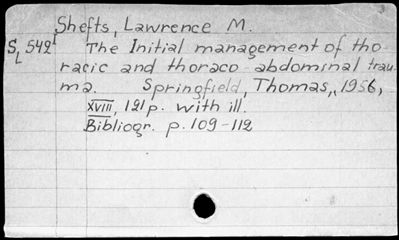 Shefts, Lawrence M.
S 542
L The Initial management of tho-
racic and thoraco-abdominal trau-
ma. Springfield, Thomas, 1956,
XVIII, 121 p. with ill.
Bibliogr. p. 109-112